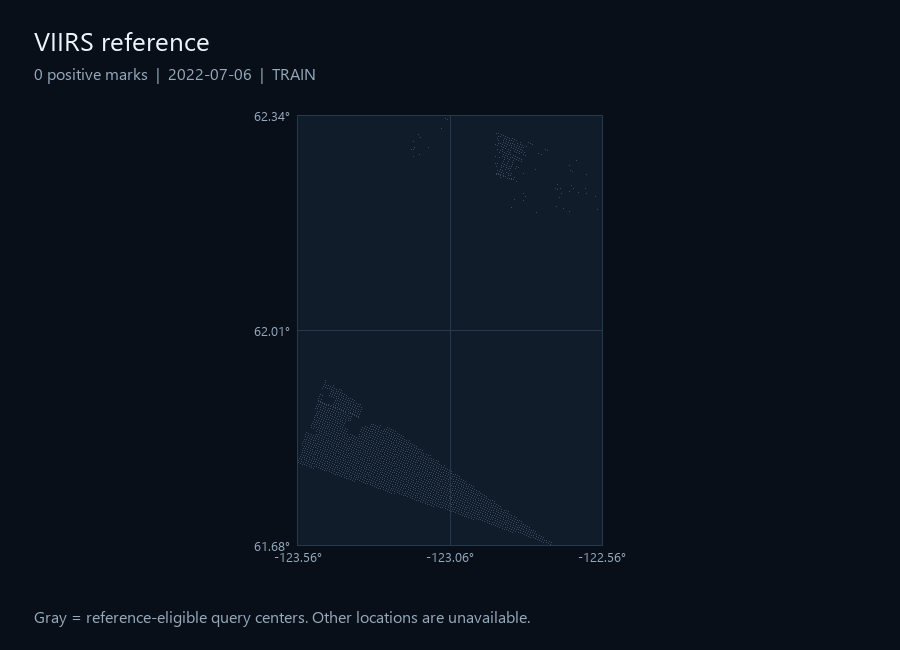 VIIRS reference
0 positive marks | 2022-07-06 | TRAIN
62.34°
62.01°
61.68°
-123.56° -123.06° -122.56°
Gray = reference-eligible query centers. Other locations are unavailable.